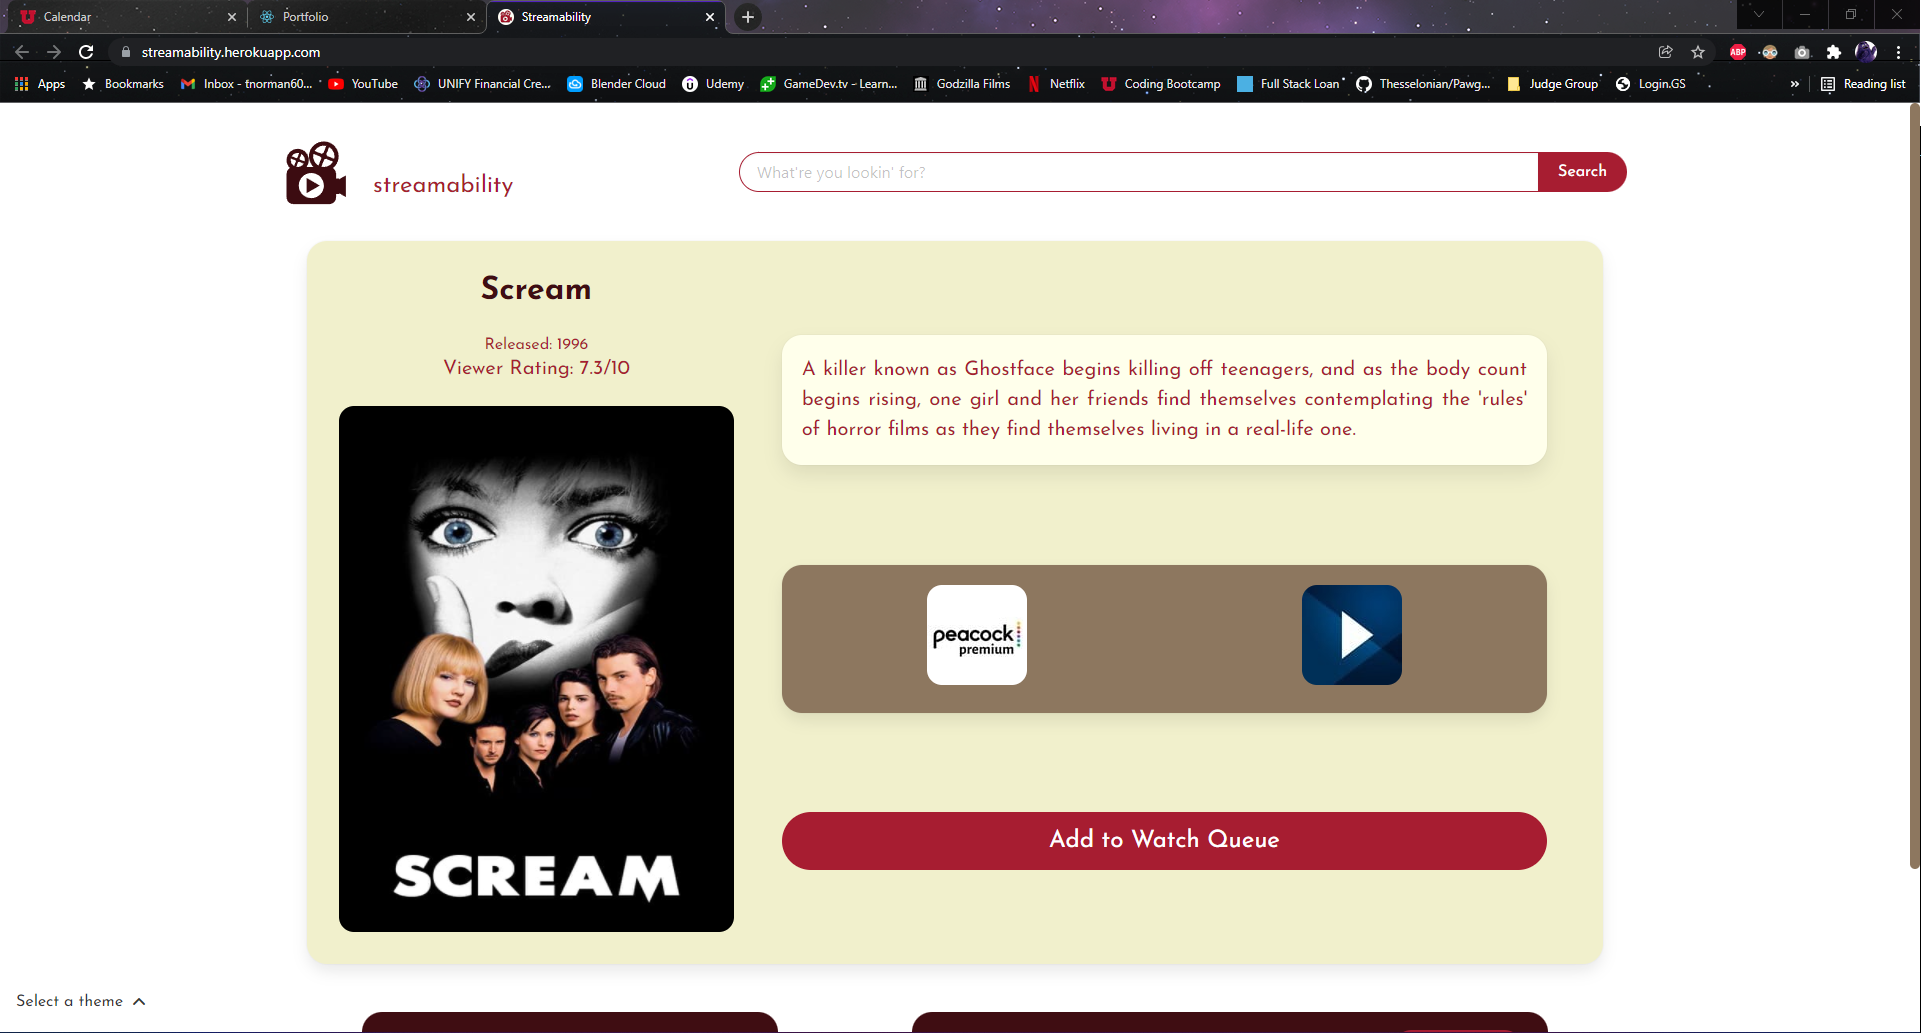 Calendar
Portfolio
Streamability
streamability.herokuapp.com
ABP
Apps
Bookmarks
Inbox - tnorman60...
YouTube
UNIFY Financial Cre...
Blender Cloud
Udemy
GameDev.tv - Learn...
Godzilla Films
Netflix
Coding Bootcamp
Full Stack Loan
Thesselonian/Pawg...
Judge Group
Login.GS
»
Reading list
streamability
What're you lookin' for?
Search
Scream
Released: 1996
Viewer Rating: 7.3/10
A killer known as Ghostface begins killing off teenagers, and as the body count
begins rising, one girl and her friends find themselves contemplating the 'rules'
of horror films as they find themselves living in a real-life one.
peacock
premium
SCREAM
Add to Watch Queue
Select a theme